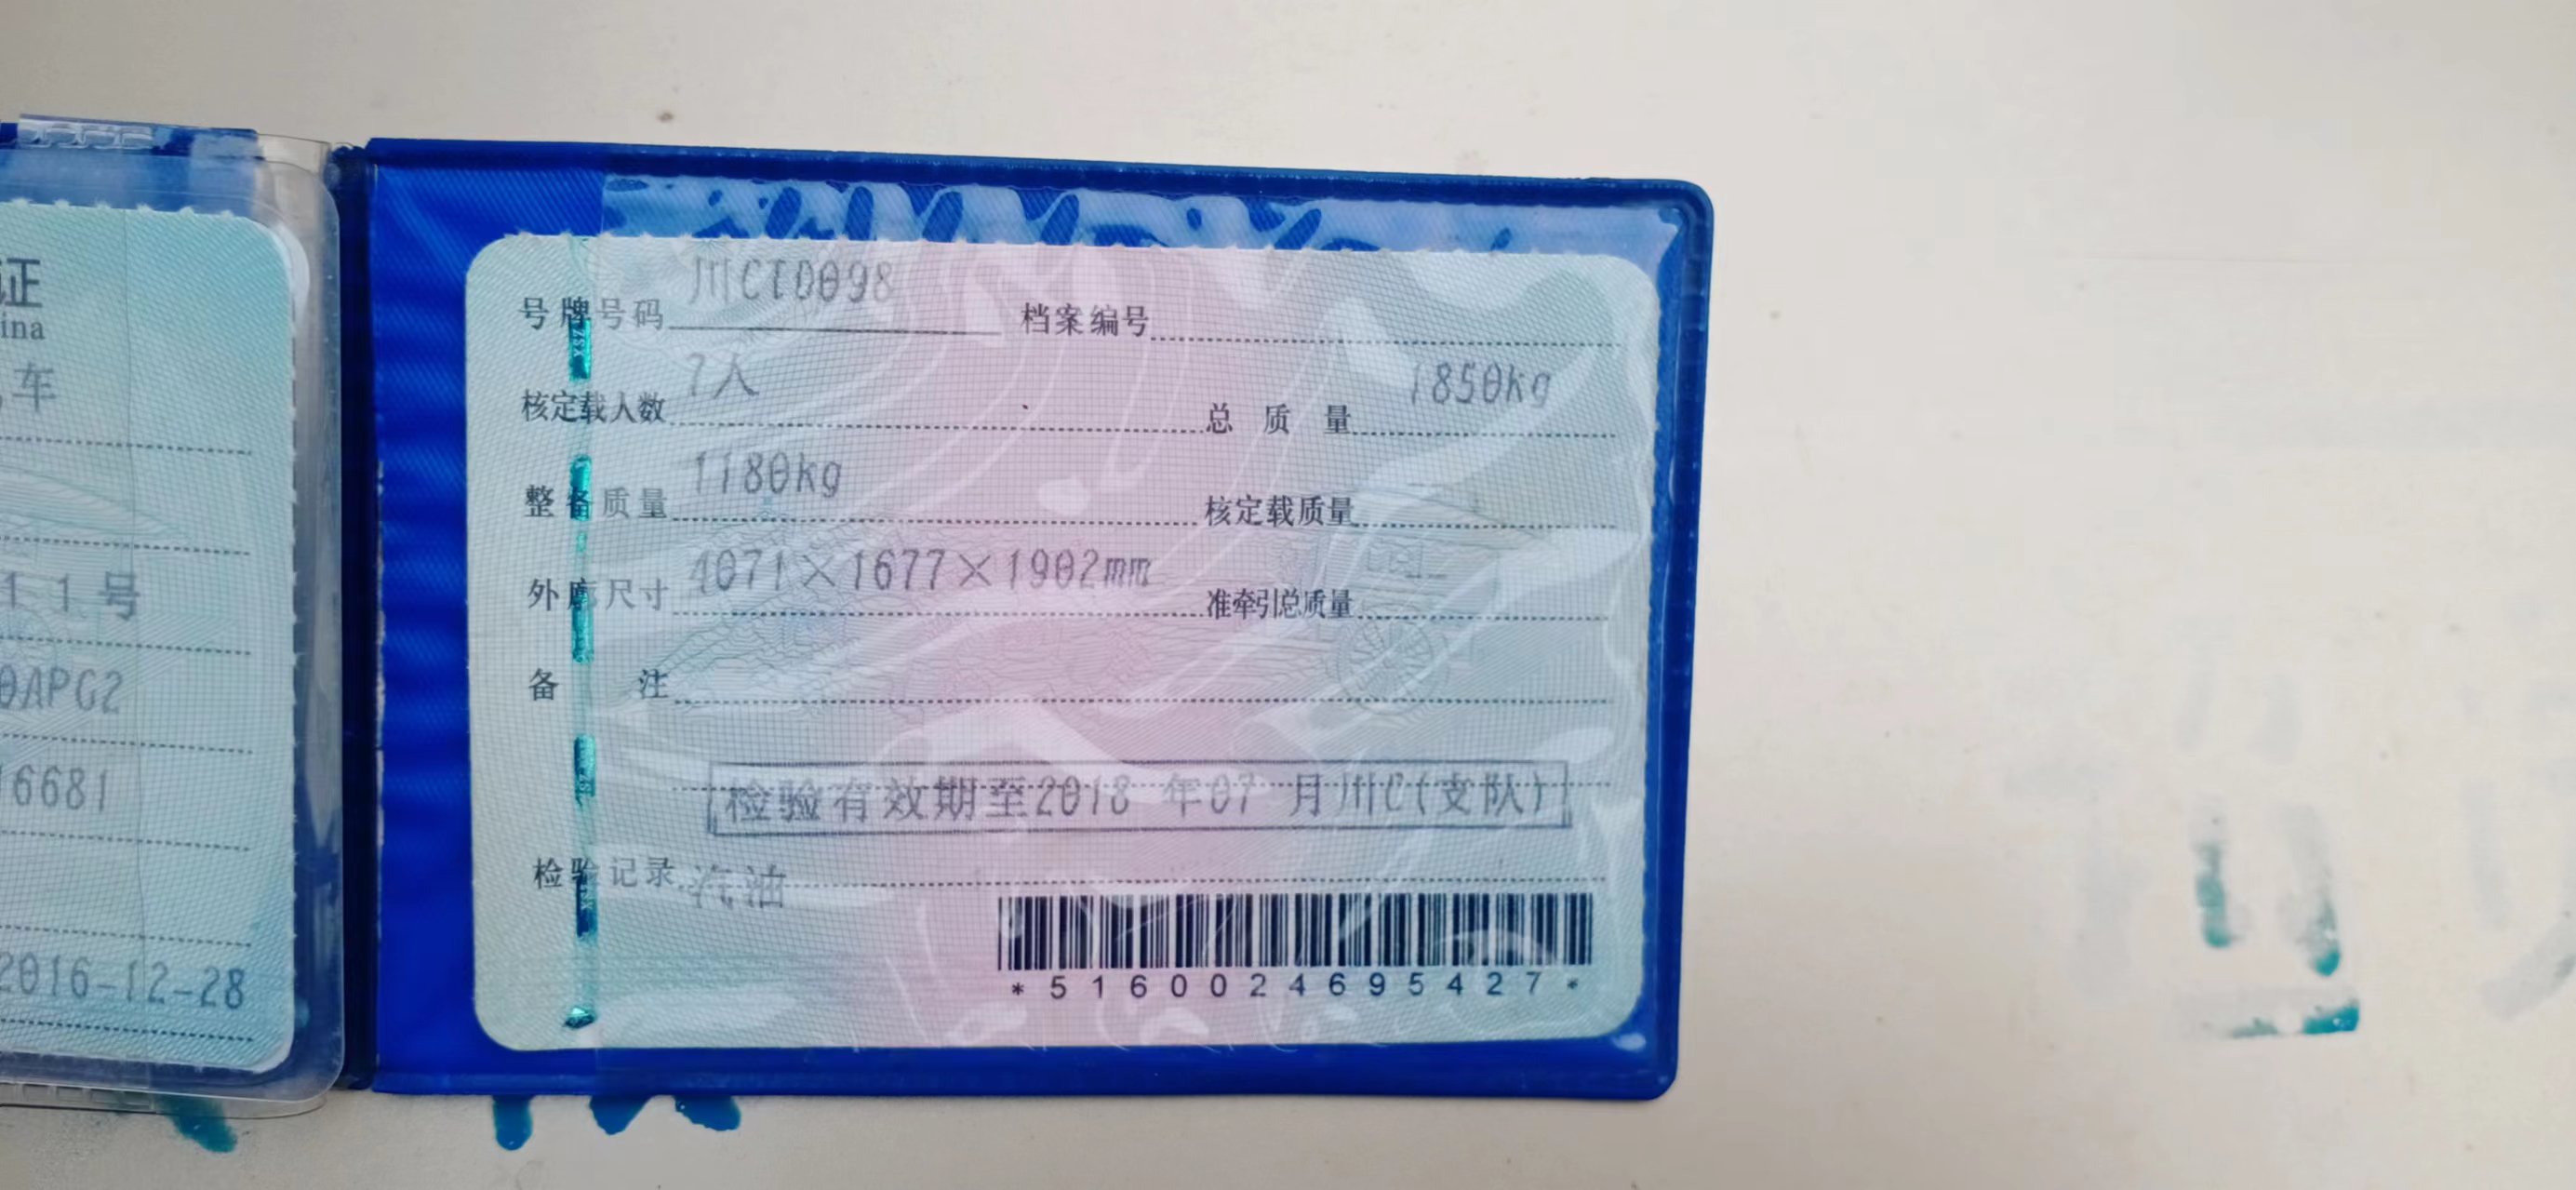 证
ina
车
11号
0APG2
16681
2016-12-28
号牌号码 川CTD098 档案编号
核定载人数 7人 总质量 1850kg
整备质量 1180kg 核定载质量
外廓尺寸 4071×1677×1902mm 准牵引总质量
备注
检验有效期至2018年07月川C(支队)
检验记录 汽油
*5160024695427*